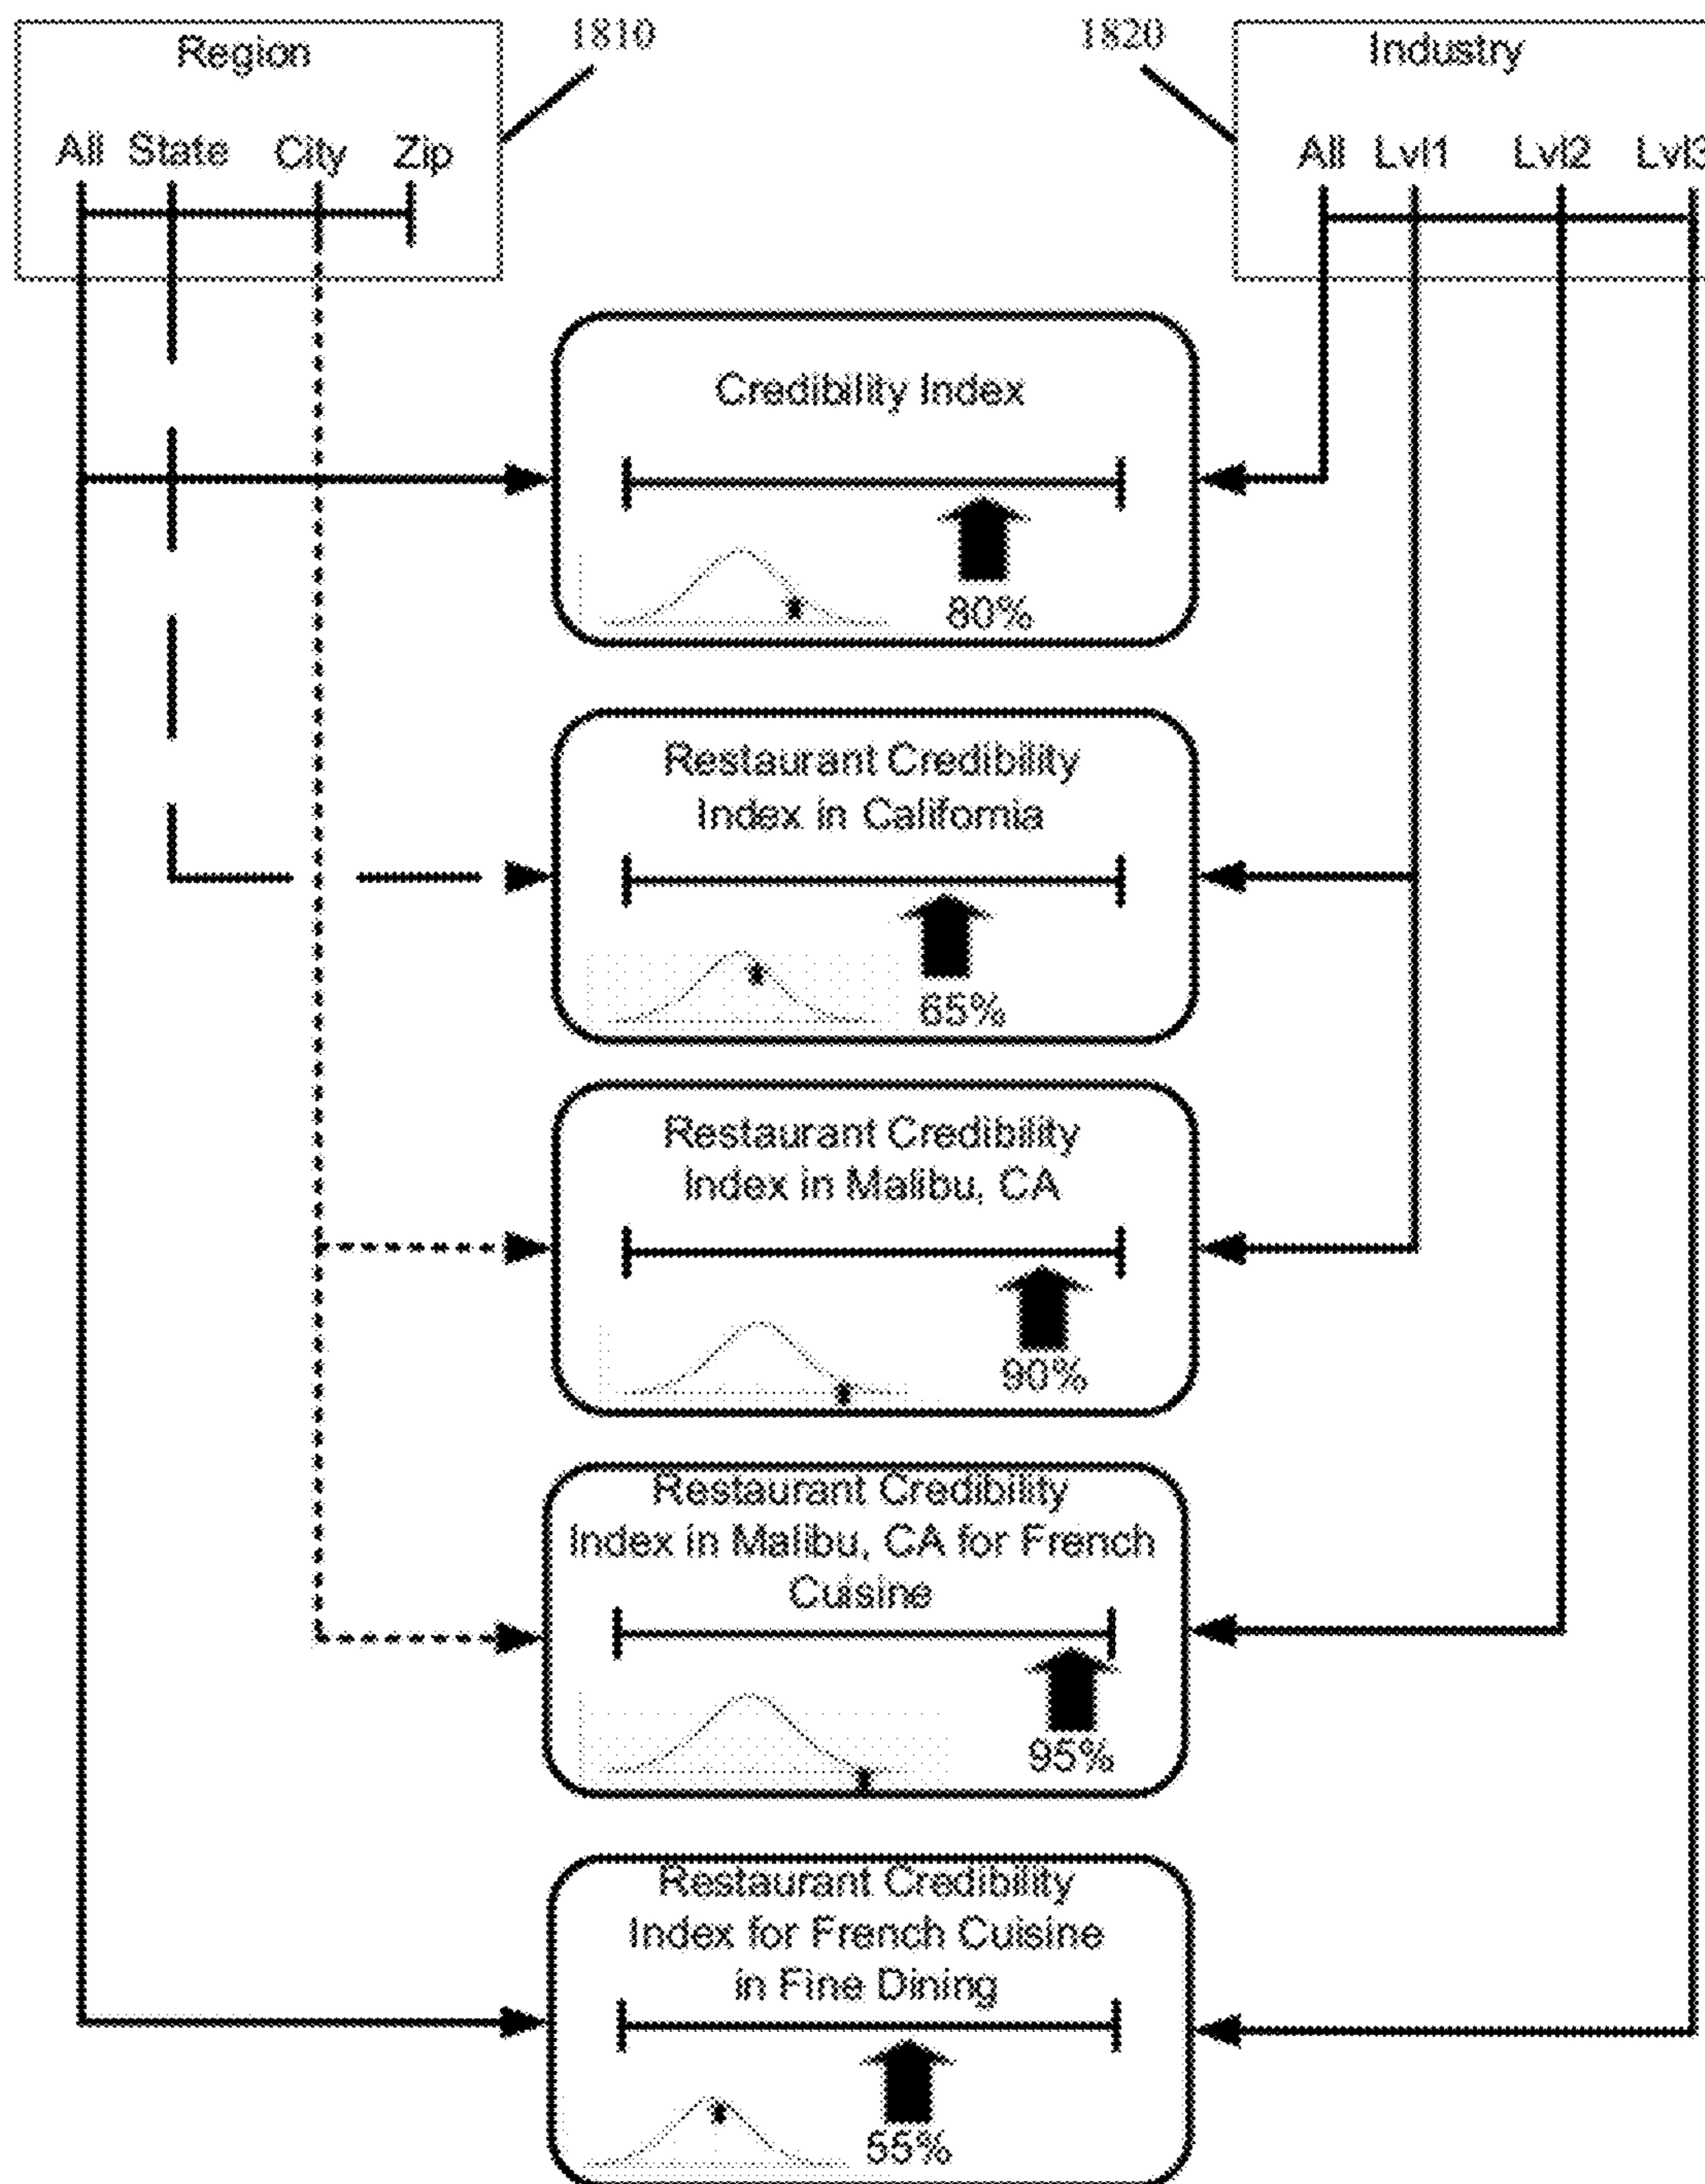 Region
1810
1820
Industry
All State City Zip
All Lvl1 Lvl2 Lvl3
Credibility Index
80%
Restaurant Credibility
Index in California
65%
Restaurant Credibility
Index in Malibu, CA
90%
Restaurant Credibility
Index in Malibu, CA for French
Cuisine
95%
Restaurant Credibility
Index for French Cuisine
in Fine Dining
55%